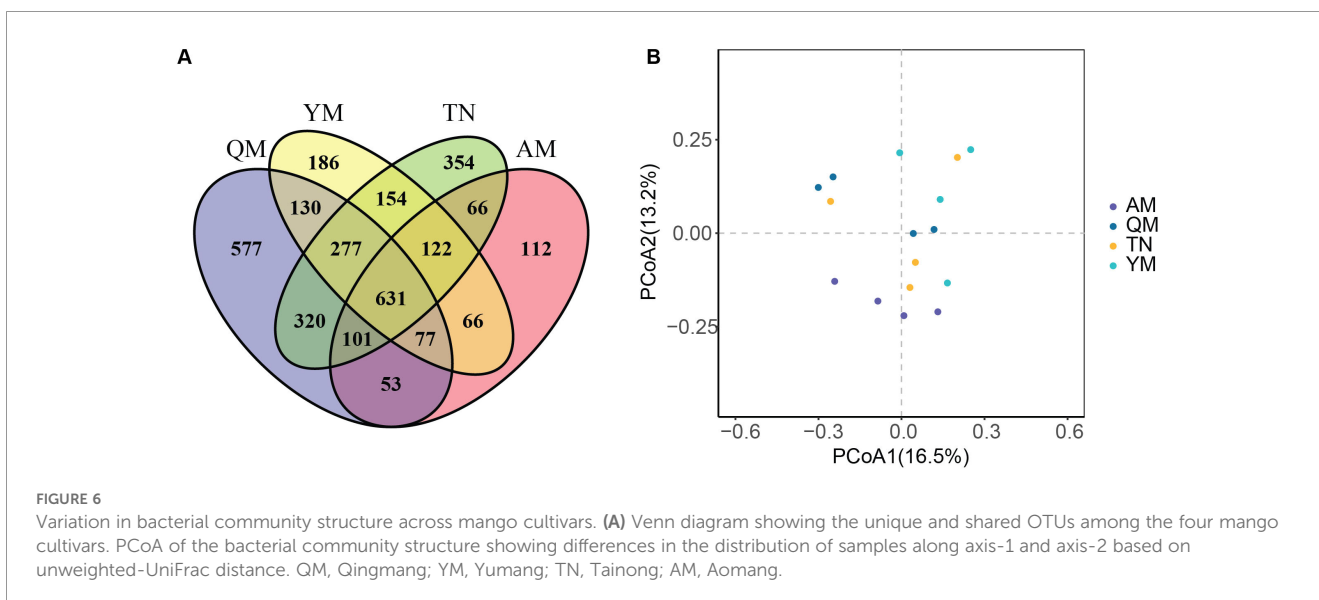 A
B
YM
TN
QM
AM
186
354
130
154
66
577
277
122
112
631
320
101
77
66
53
PCoA2(13.2%)
0.25
0.00
−0.25
−0.6
−0.3
0.0
0.3
0.6
PCoA1(16.5%)
AM
QM
TN
YM
FIGURE 6
Variation in bacterial community structure across mango cultivars. (A) Venn diagram showing the unique and shared OTUs among the four mango
cultivars. PCoA of the bacterial community structure showing differences in the distribution of samples along axis-1 and axis-2 based on
unweighted-UniFrac distance. QM, Qingmang; YM, Yumang; TN, Tainong; AM, Aomang.